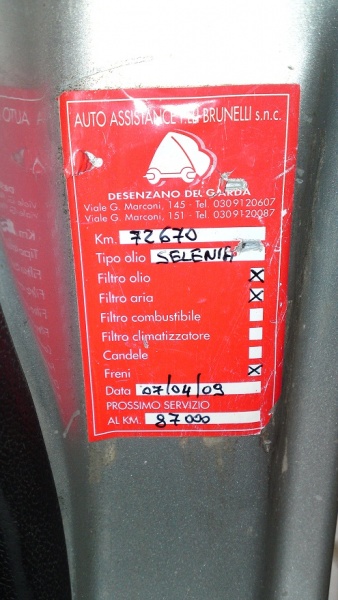 AUTO ASSISTANCE F.LLI BRUNELLI s.n.c.
DESENZANO DEL GARDA
Viale G. Marconi, 145 - Tel. 0309120607
Viale G. Marconi, 151 - Tel. 0309120087
Km. 72670
Tipo olio SELENIA
Filtro olio X
Filtro aria X
Filtro combustibile
Filtro climatizzatore
Candele
Freni X
Data 07/04/09
PROSSIMO SERVIZIO
AL KM. 87000